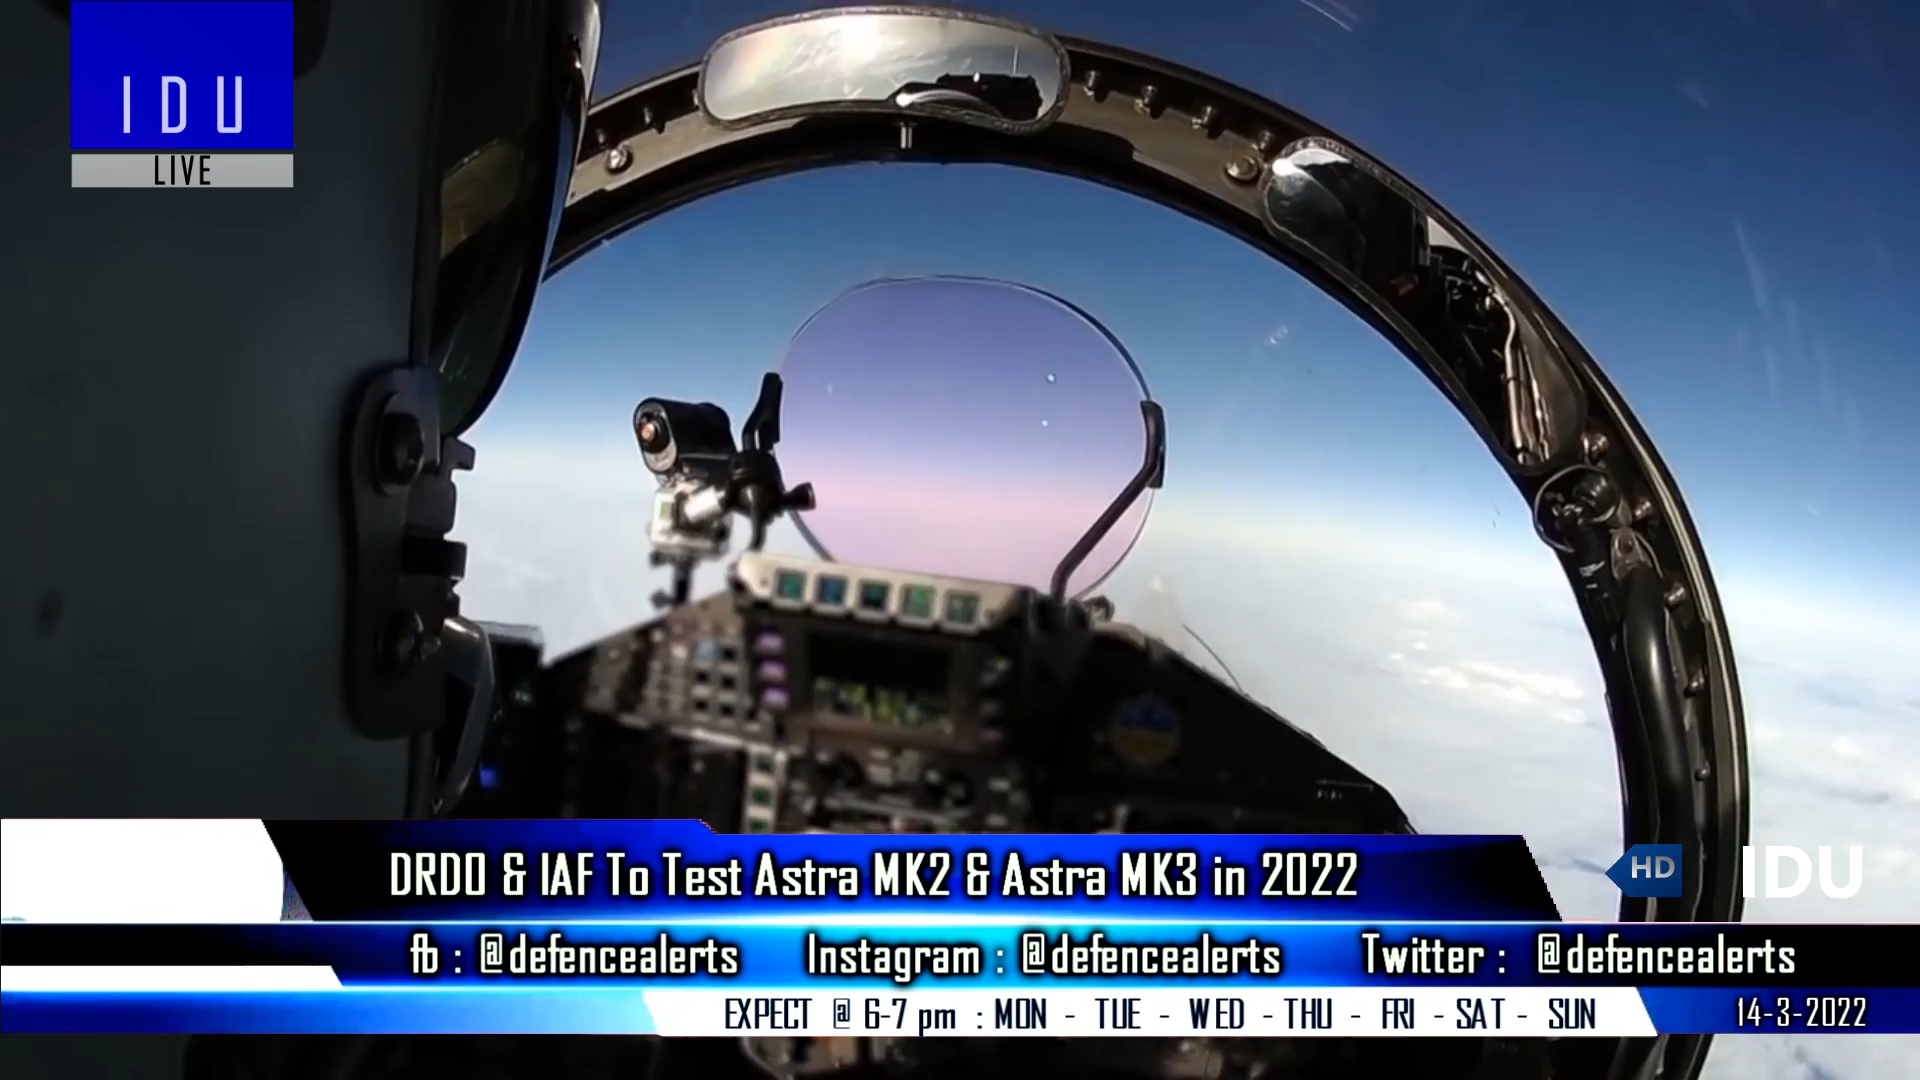 IDU
LIVE
DRDO & IAF To Test Astra MK2 & Astra MK3 in 2022
HD
IDU
fb : @defencealerts Instagram : @defencealerts Twitter : @defencealerts
EXPECT @ 6-7 pm : MON - TUE - WED - THU - FRI - SAT - SUN
14-3-2022